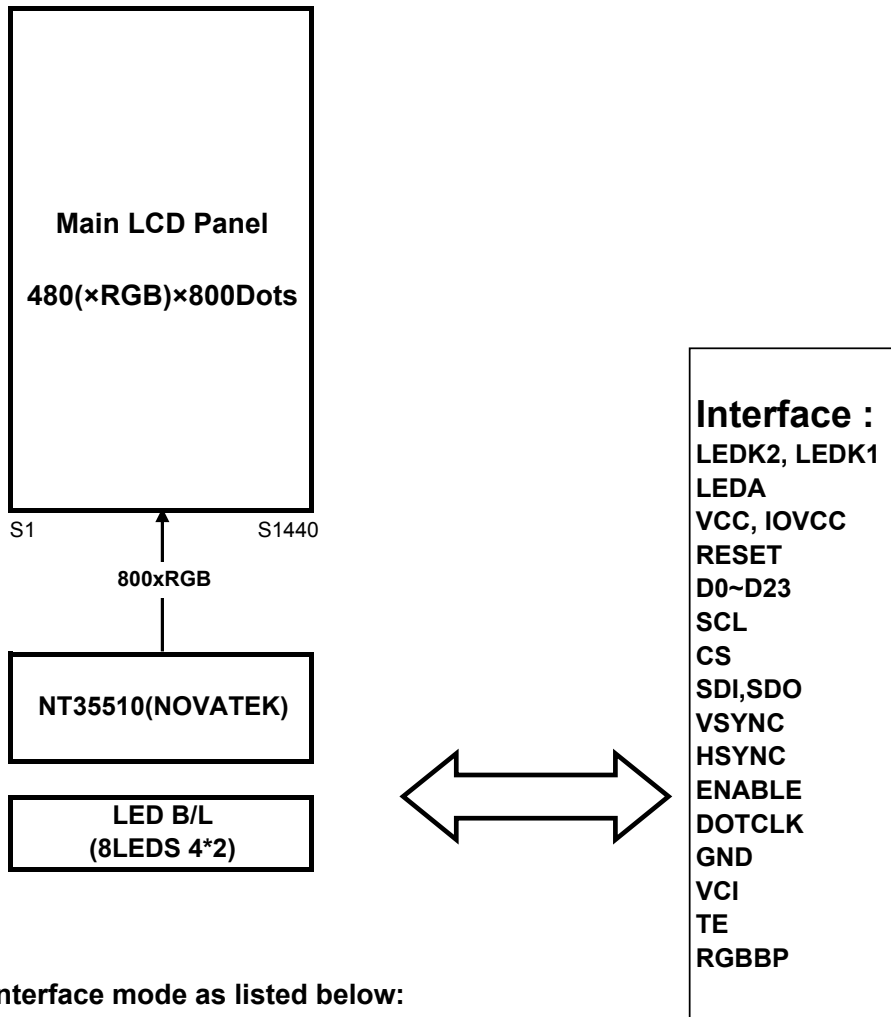 Main LCD Panel
480(×RGB)×800Dots
S1
S1440
800xRGB
NT35510(NOVATEK)
LED B/L
(8LEDS 4*2)
Interface :
LEDK2, LEDK1
LEDA
VCC, IOVCC
RESET
D0~D23
SCL
CS
SDI,SDO
VSYNC
HSYNC
ENABLE
DOTCLK
GND
VCI
TE
RGBBP
nterface mode as listed below: